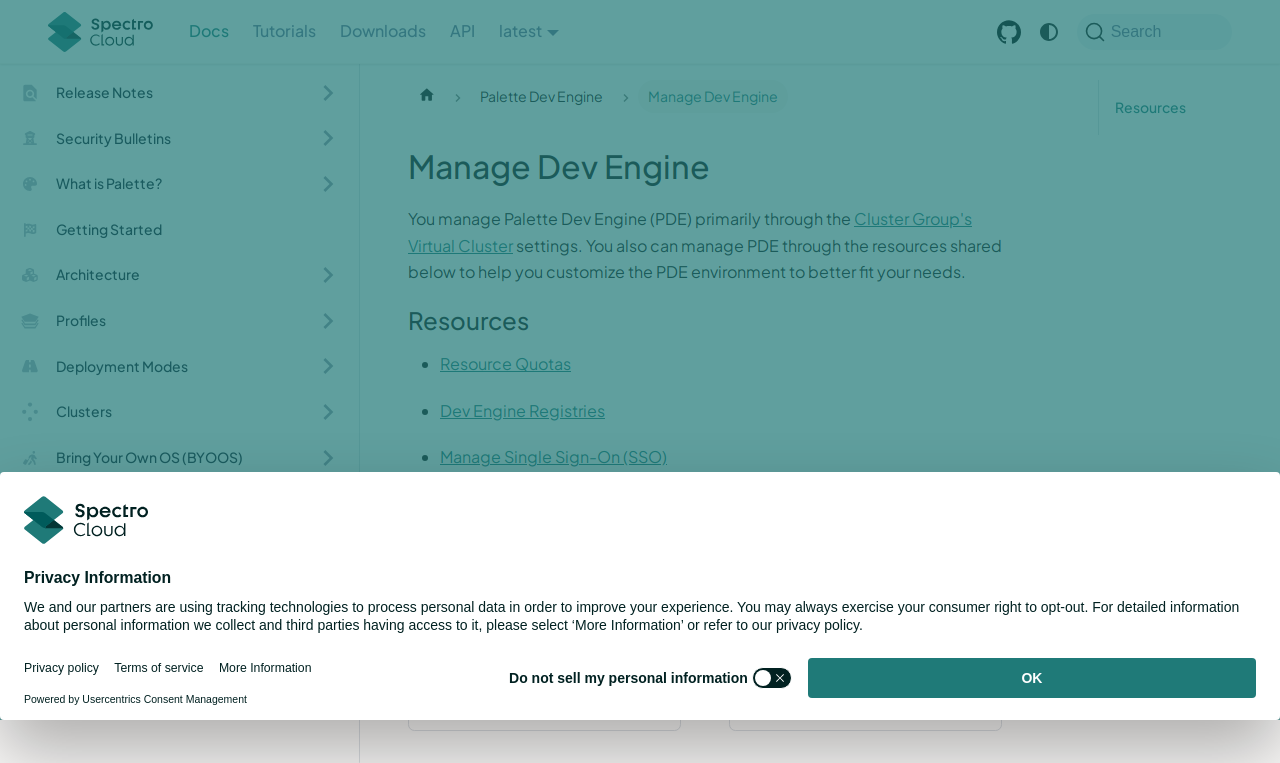 Spectro Cloud
Docs
Tutorials
Downloads
API
latest
Search
Release Notes
Security Bulletins
What is Palette?
Getting Started
Architecture
Profiles
Deployment Modes
Clusters
Bring Your Own OS (BYOOS)
Palette Dev Engine
Manage Dev Engine
Resources
Manage Dev Engine
You manage Palette Dev Engine (PDE) primarily through the Cluster Group's
Virtual Cluster settings. You also can manage PDE through the resources shared
below to help you customize the PDE environment to better fit your needs.
Resources
Resource Quotas
Dev Engine Registries
Manage Single Sign-On (SSO)
Spectro Cloud
Privacy Information
We and our partners are using tracking technologies to process personal data in order to improve your experience. You may always exercise your consumer right to opt-out. For detailed information
about personal information we collect and third parties having access to it, please select ‘More Information’ or refer to our privacy policy.
Privacy policy
Terms of service
More Information
Powered by Usercentrics Consent Management
Do not sell my personal information
OK